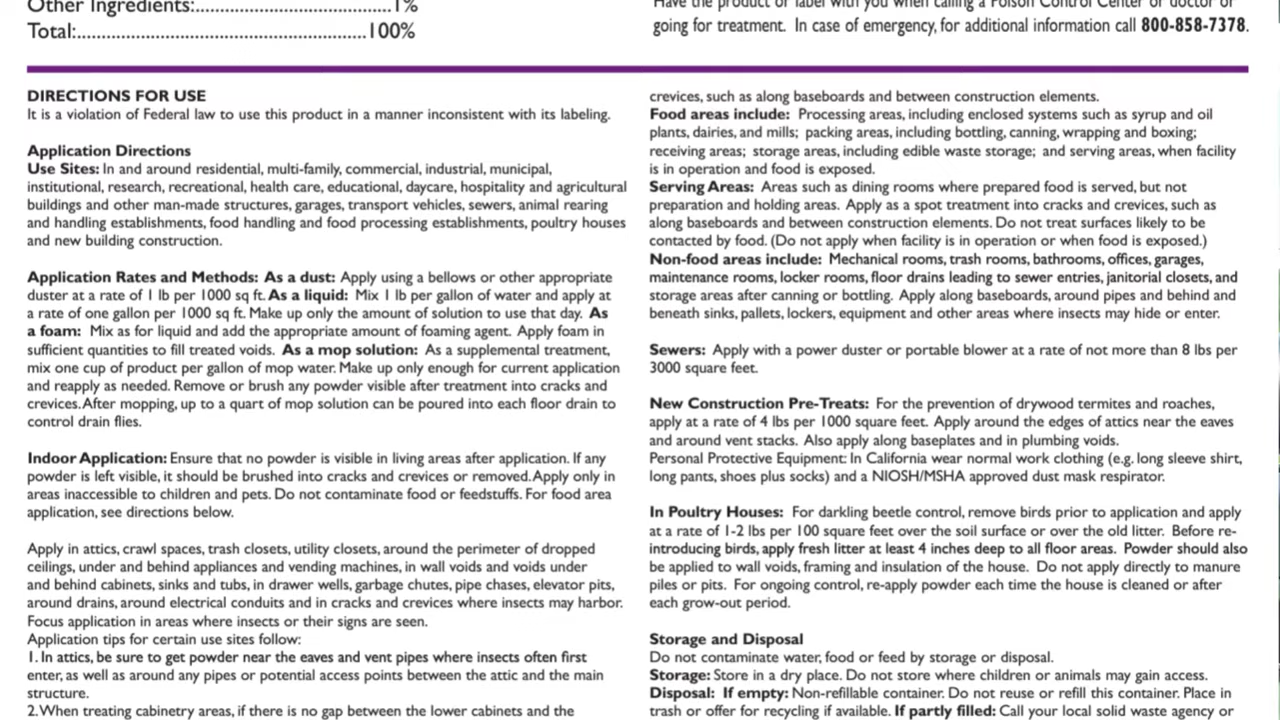 Other Ingredients:..........................................1%
Total:..............................................................100%
Have the product or label with you when calling a Poison Control Center or doctor or
going for treatment. In case of emergency, for additional information call 800-858-7378.
DIRECTIONS FOR USE
It is a violation of Federal law to use this product in a manner inconsistent with its labeling.
Application Directions
Use Sites: In and around residential, multi-family, commercial, industrial, municipal,
institutional, research, recreational, health care, educational, daycare, hospitality and agricultural
buildings and other man-made structures, garages, transport vehicles, sewers, animal rearing
and handling establishments, food handling and food processing establishments, poultry houses
and new building construction.
Application Rates and Methods: As a dust: Apply using a bellows or other appropriate
duster at a rate of 1 lb per 1000 sq ft. As a liquid: Mix 1 lb per gallon of water and apply at
a rate of one gallon per 1000 sq ft. Make up only the amount of solution to use that day. As
a foam: Mix as for liquid and add the appropriate amount of foaming agent. Apply foam in
sufficient quantities to fill treated voids. As a mop solution: As a supplemental treatment,
mix one cup of product per gallon of mop water. Make up only enough for current application
and reapply as needed. Remove or brush any powder visible after treatment into cracks and
crevices. After mopping, up to a quart of mop solution can be poured into each floor drain to
control drain flies.
Indoor Application: Ensure that no powder is visible in living areas after application. If any
powder is left visible, it should be brushed into cracks and crevices or removed. Apply only in
areas inaccessible to children and pets. Do not contaminate food or feedstuffs. For food area
application, see directions below.
Apply in attics, crawl spaces, trash closets, utility closets, around the perimeter of dropped
ceilings, under and behind appliances and vending machines, in wall voids and voids under
and behind cabinets, sinks and tubs, in drawer wells, garbage chutes, pipe chases, elevator pits,
around drains, around electrical conduits and in cracks and crevices where insects may harbor.
Focus application in areas where insects or their signs are seen.
Application tips for certain use sites follow:
1. In attics, be sure to get powder near the eaves and vent pipes where insects often first
enter, as well as around any pipes or potential access points between the attic and the main
structure.
2. When treating cabinetry areas, if there is no gap between the lower cabinets and the
crevices, such as along baseboards and between construction elements.
Food areas include: Processing areas, including enclosed systems such as syrup and oil
plants, dairies, and mills; packing areas, including bottling, canning, wrapping and boxing;
receiving areas; storage areas, including edible waste storage; and serving areas, when facility
is in operation and food is exposed.
Serving Areas: Areas such as dining rooms where prepared food is served, but not
preparation and holding areas. Apply as a spot treatment into cracks and crevices, such as
along baseboards and between construction elements. Do not treat surfaces likely to be
contacted by food. (Do not apply when facility is in operation or when food is exposed.)
Non-food areas include: Mechanical rooms, trash rooms, bathrooms, offices, garages,
maintenance rooms, locker rooms, floor drains leading to sewer entries, janitorial closets, and
storage areas after canning or bottling. Apply along baseboards, around pipes and behind and
beneath sinks, pallets, lockers, equipment and other areas where insects may hide or enter.
Sewers: Apply with a power duster or portable blower at a rate of not more than 8 lbs per
3000 square feet.
New Construction Pre-Treats: For the prevention of drywood termites and roaches,
apply at a rate of 4 lbs per 1000 square feet. Apply around the edges of attics near the eaves
and around vent stacks. Also apply along baseplates and in plumbing voids.
Personal Protective Equipment: In California wear normal work clothing (e.g. long sleeve shirt,
long pants, shoes plus socks) and a NIOSH/MSHA approved dust mask respirator.
In Poultry Houses: For darkling beetle control, remove birds prior to application and apply
at a rate of 1-2 lbs per 100 square feet over the soil surface or over the old litter. Before re-
introducing birds, apply fresh litter at least 4 inches deep to all floor areas. Powder should also
be applied to wall voids, framing and insulation of the house. Do not apply directly to manure
piles or pits. For ongoing control, re-apply powder each time the house is cleaned or after
each grow-out period.
Storage and Disposal
Do not contaminate water, food or feed by storage or disposal.
Storage: Store in a dry place. Do not store where children or animals may gain access.
Disposal: If empty: Non-refillable container. Do not reuse or refill this container. Place in
trash or offer for recycling if available. If partly filled: Call your local solid waste agency or